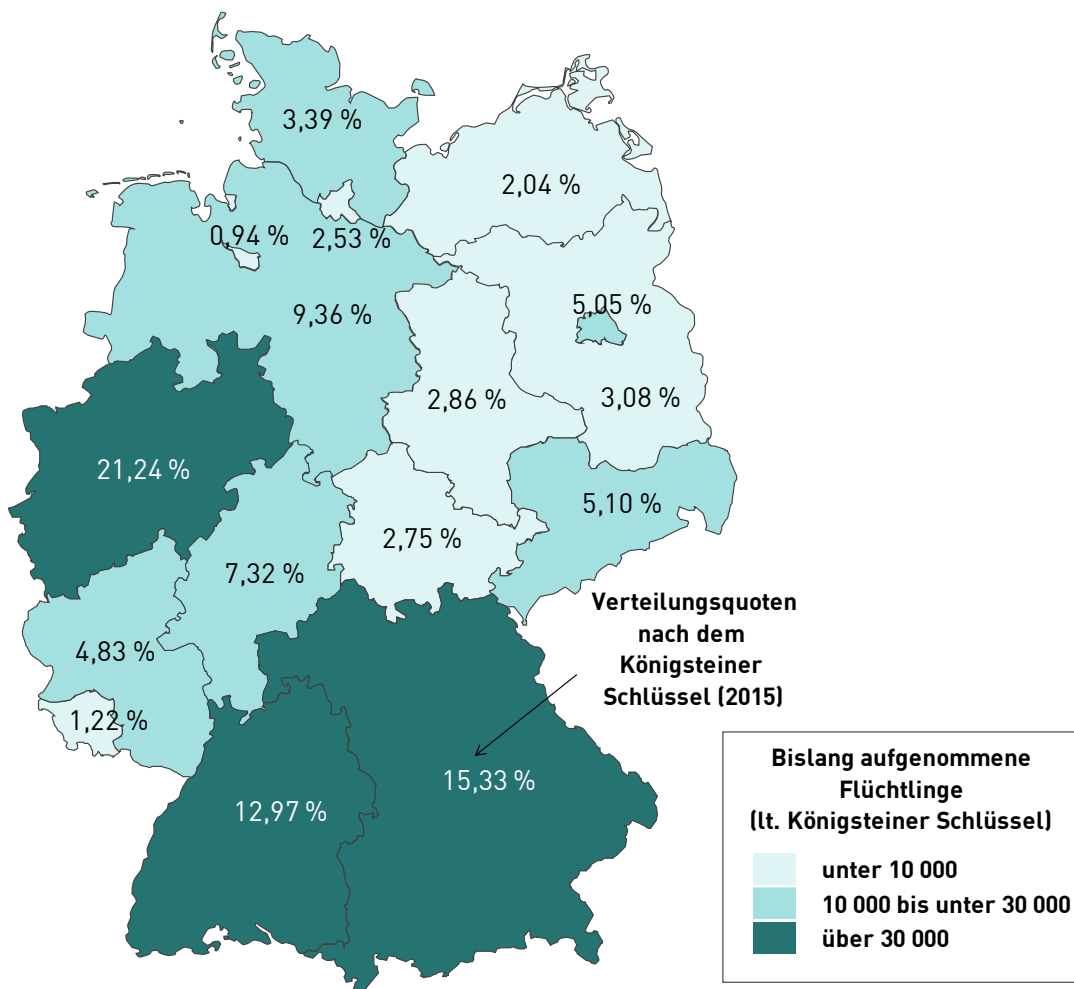 3,39 %
2,04 %
0,94 %
2,53 %
9,36 %
5,05 %
2,86 %
3,08 %
21,24 %
5,10 %
2,75 %
7,32 %
Verteilungsquoten
nach dem
Königsteiner
Schlüssel (2015)
4,83 %
1,22 %
15,33 %
12,97 %
Bislang aufgenommene
Flüchtlinge
(lt. Königsteiner Schlüssel)
unter 10 000
10 000 bis unter 30 000
über 30 000